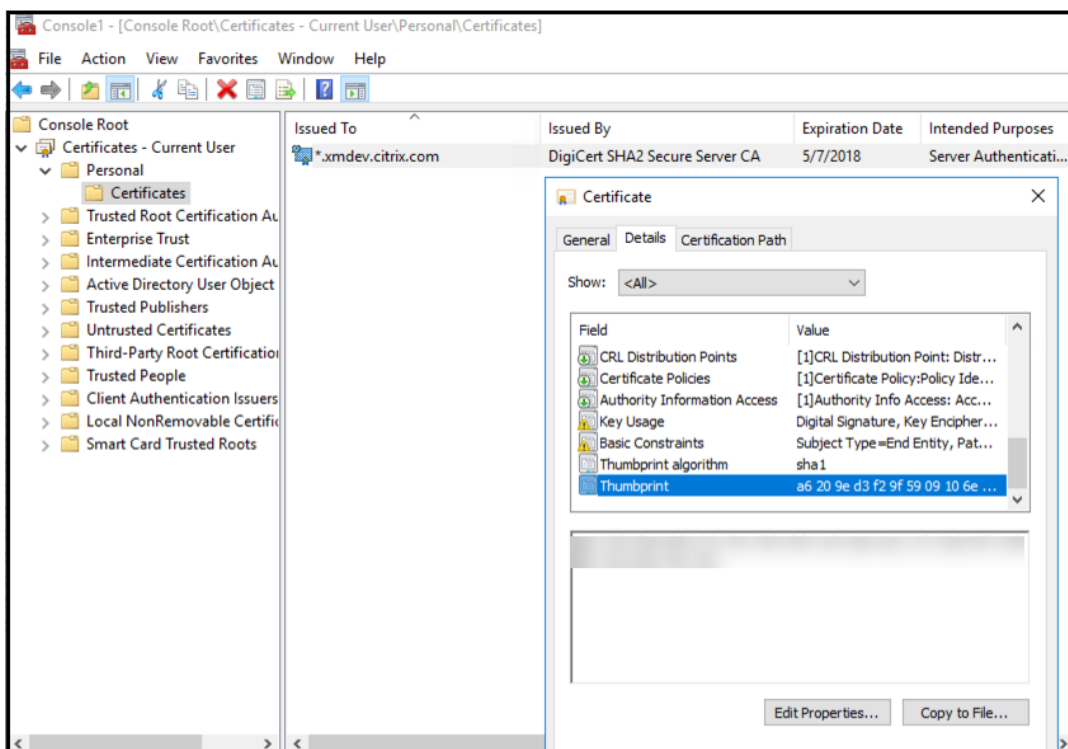 Console1 - [Console Root\Certificates - Current User\Personal\Certificates]
File Action View Favorites Window Help
Console Root
Certificates - Current User
Personal
Certificates
Trusted Root Certification Au
Enterprise Trust
Intermediate Certification Au
Active Directory User Object
Trusted Publishers
Untrusted Certificates
Third-Party Root Certification
Trusted People
Client Authentication Issuers
Local NonRemovable Certific
Smart Card Trusted Roots
Issued To Issued By Expiration Date Intended Purposes
*.xmdev.citrix.com DigiCert SHA2 Secure Server CA 5/7/2018 Server Authenticati...
Certificate
General Details Certification Path
Show: <All>
Field Value
CRL Distribution Points [1]CRL Distribution Point: Distr...
Certificate Policies [1]Certificate Policy:Policy Ide...
Authority Information Access [1]Authority Info Access: Acc...
Key Usage Digital Signature, Key Encipher...
Basic Constraints Subject Type=End Entity, Pat...
Thumbprint algorithm sha1
Thumbprint a6 20 9e d3 f2 9f 59 09 10 6e ...
Edit Properties... Copy to File...